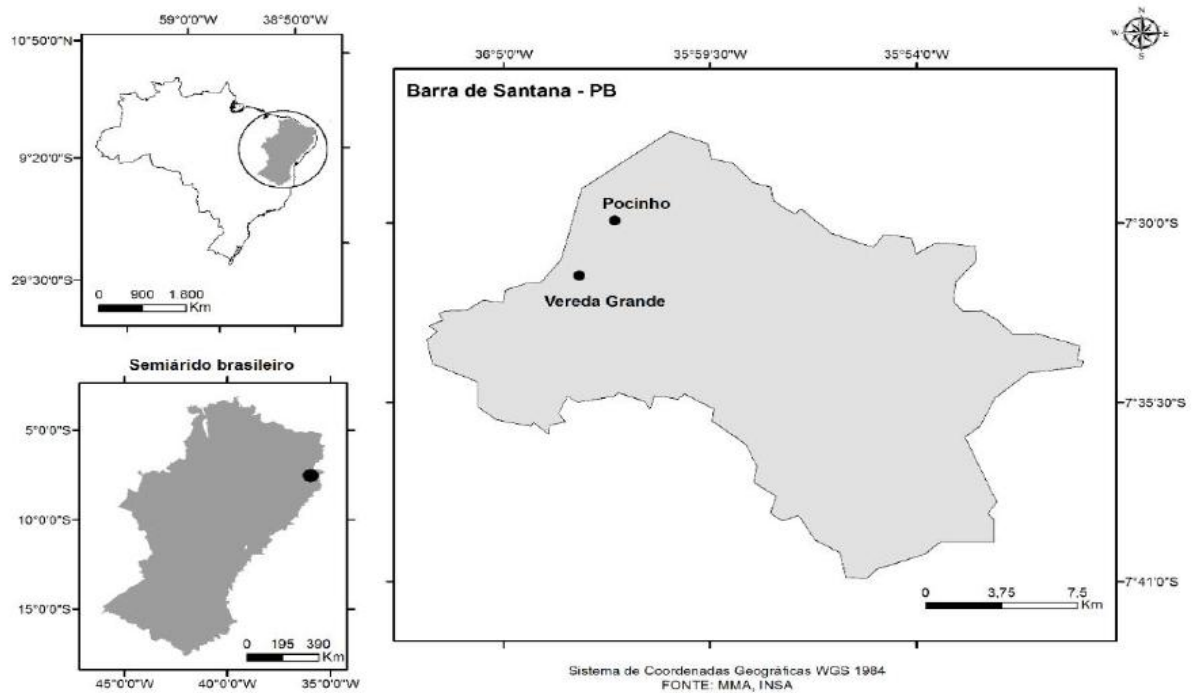 59°0'0"W 38°50'0"W
10°50'0"N
9°20'0"S
29°30'0"S
0 900 1.800
Km
Semiárido brasileiro
5°0'0"S
10°0'0"S
15°0'0"S
0 195 390
Km
45°0'0"W 40°0'0"W 35°0'0"W
N
W E
S
36°5'0"W 35°59'30"W 35°54'0"W
Barra de Santana - PB
Pocinho
Vereda Grande
7°30'0"S
7°35'30"S
7°41'0"S
0 3,75 7.5
Km
Sistema de Coordenadas Geográficas WGS 1984
FONTE: MMA, INSA